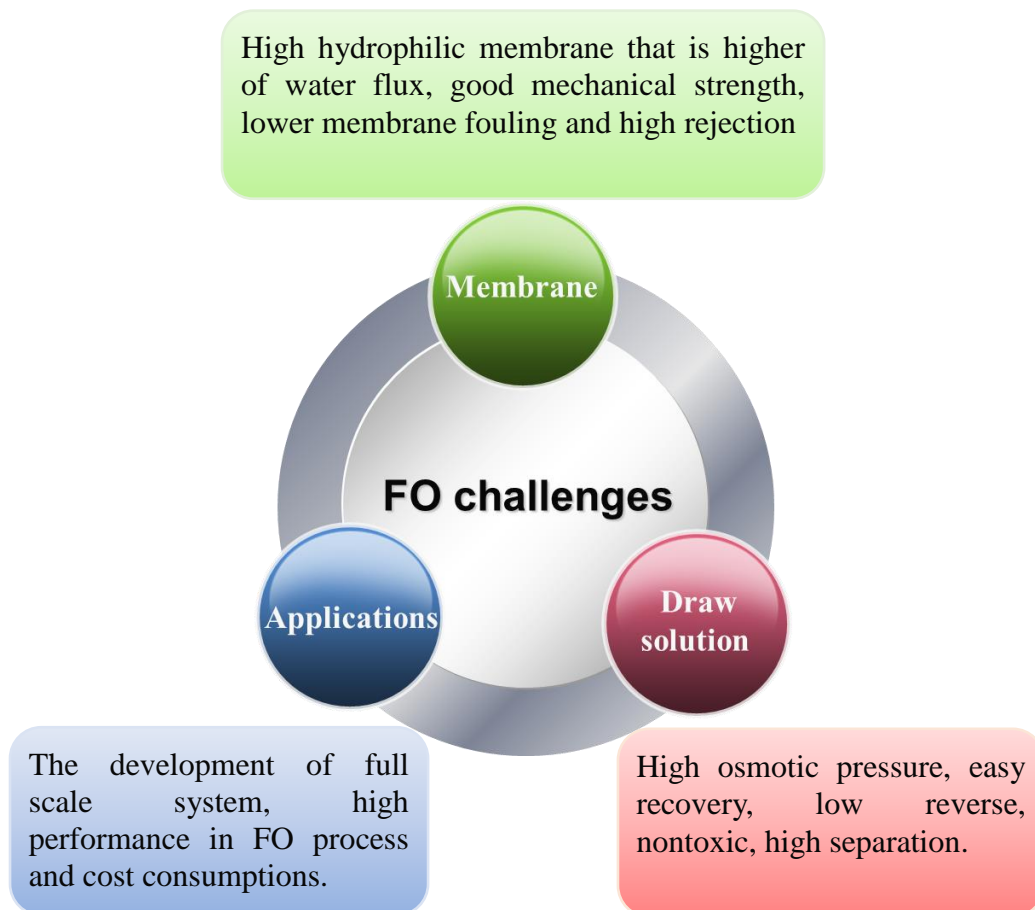 High hydrophilic membrane that is higher
of water flux, good mechanical strength,
lower membrane fouling and high rejection
Membrane
FO challenges
Applications
Draw
solution
The development of full
scale system, high
performance in FO process
and cost consumptions.
High osmotic pressure, easy
recovery, low reverse,
nontoxic, high separation.